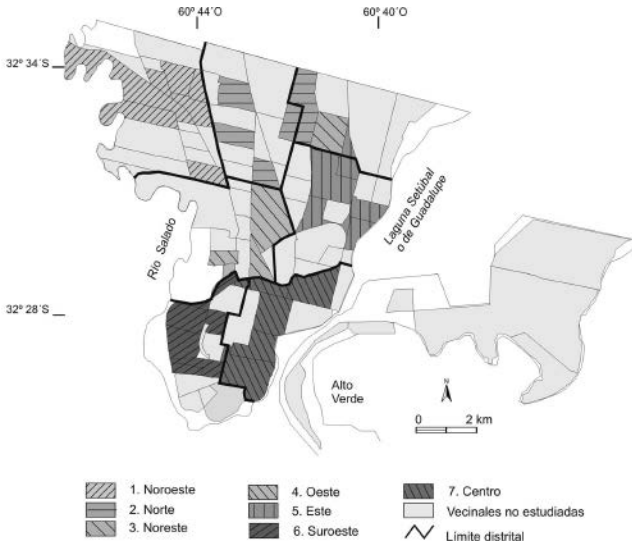 60º 44´O
60º 40´O
32º 34´S
Río Salado
Laguna Setúbal
o de Guadalupe
32º 28´S
Alto
Verde
N
0 2 km
1. Noroeste
2. Norte
3. Noreste
4. Oeste
5. Este
6. Suroeste
7. Centro
Vecinales no estudiadas
Límite distrital